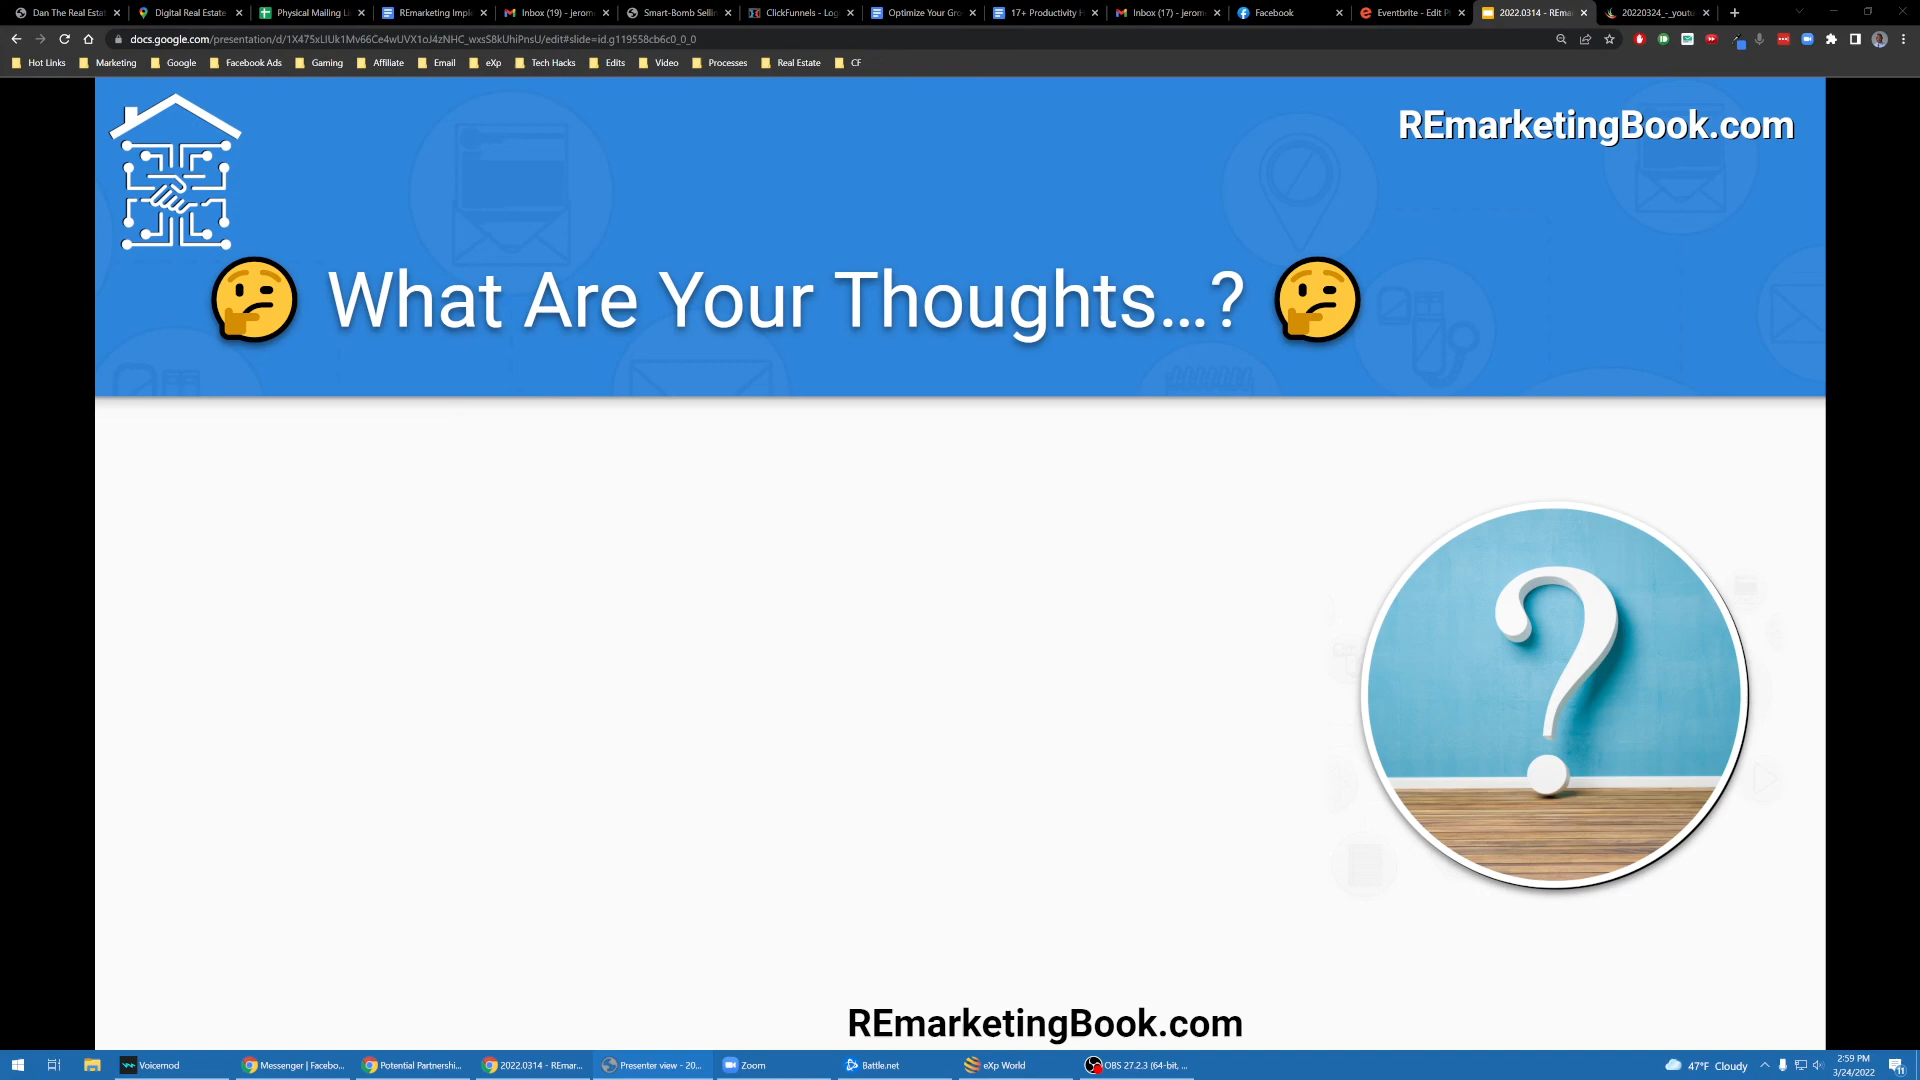 Dan The Real Esta
Digital Real Estate
Physical Mailing Li
REmarketing Imple
Inbox (19) - jerom
Smart-Bomb Sellin
ClickFunnels - Log
Optimize Your Gro
17+ Productivity H
Inbox (17) - jerom
Facebook
Eventbrite - Edit P
2022.0314 - REma
20220324_-_youtu
docs.google.com/presentation/d/1X475xLIUk1Mv66Ce4wUVX1oJ4zNHC_wxsS8kUhiPnsU/edit#slide=id.g119558cb6c0_0_0
Hot Links
Marketing
Google
Facebook Ads
Gaming
Affiliate
Email
eXp
Tech Hacks
Edits
Video
Processes
Real Estate
CF
REmarketingBook.com
🤔 What Are Your Thoughts...? 🤔
REmarketingBook.com
Voicemod
Messenger | Facebo...
Potential Partnershi...
2022.0314 - REmar...
Presenter view - 20...
Zoom
Battle.net
eXp World
OBS 27.2.3 (64-bit, ...
47°F Cloudy
2:59 PM
3/24/2022
11